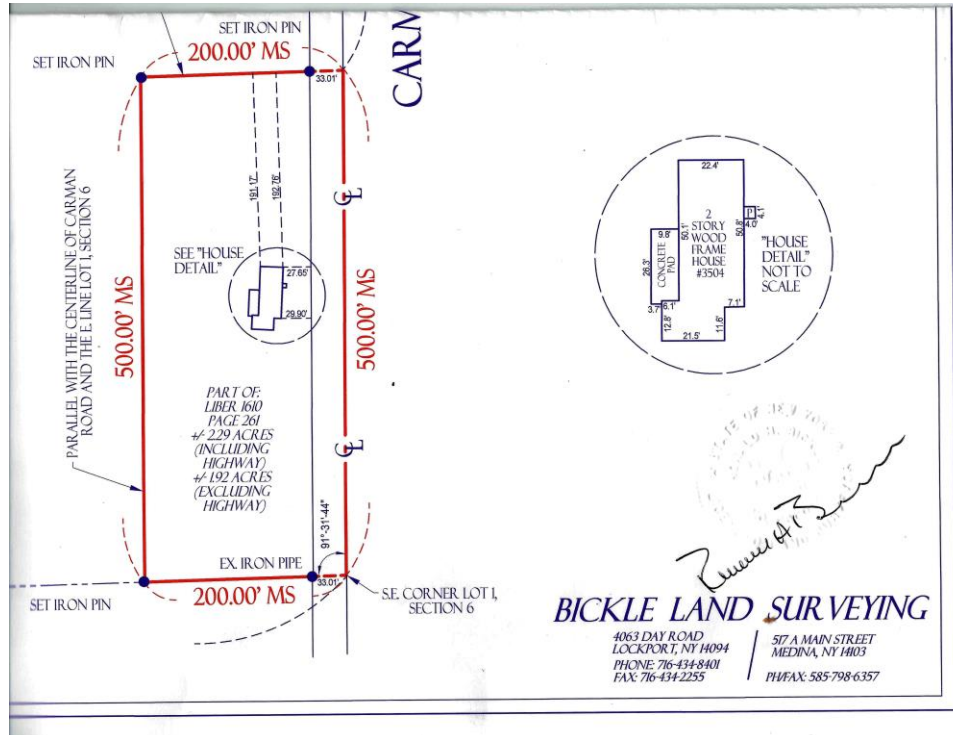 SET IRON PIN
SET IRON PIN
200.00' MS
33.01'
CARM
PARALLEL WITH THE CENTERLINE OF CARMAN
ROAD AND THE E LINE LOT 1, SECTION 6
500.00' MS
191.17'
192.76'
CL
SEE "HOUSE
DETAIL"
27.65'
29.90'
500.00' MS
PART OF:
LIBER 1610
PAGE 261
+/- 2.29 ACRES
(INCLUDING
HIGHWAY)
+/- 1.92 ACRES
(EXCLUDING
HIGHWAY)
CL
91°-31'-44"
EX. IRON PIPE
33.01'
SET IRON PIN
200.00' MS
S.E. CORNER LOT 1,
SECTION 6
22.4'
9.8'
50.1'
2
STORY
WOOD
FRAME
HOUSE
#3504
50.8'
P
4.1'
4.0'
26.3'
CONCRETE
PAD
3.7'
6.1'
7.1'
12.8'
11.6'
21.5'
"HOUSE
DETAIL"
NOT TO
SCALE
BICKLE LAND SURVEYING
4063 DAY ROAD
LOCKPORT, NY 14094
PHONE: 716-434-8401
FAX: 716-434-2255
517 A MAIN STREET
MEDINA, NY 14103
PH/FAX: 585-798-6357